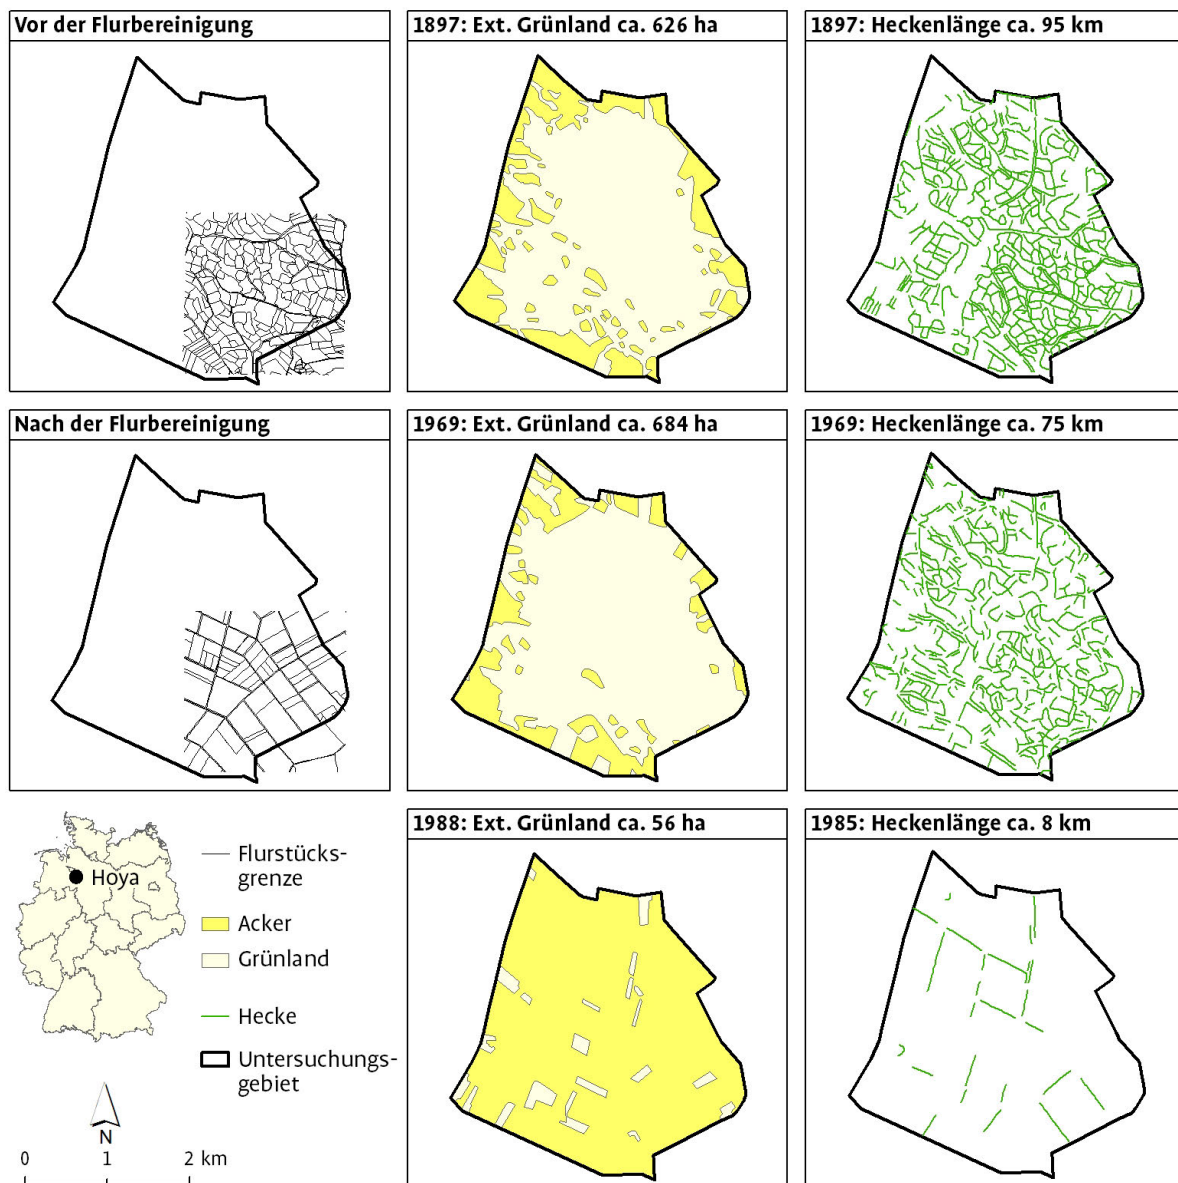 Vor der Flurbereinigung
1897: Ext. Grünland ca. 626 ha
1897: Heckenlänge ca. 95 km
Nach der Flurbereinigung
1969: Ext. Grünland ca. 684 ha
1969: Heckenlänge ca. 75 km
1988: Ext. Grünland ca. 56 ha
1985: Heckenlänge ca. 8 km
Hoya
Flurstücks-
grenze
Acker
Grünland
Hecke
Untersuchungs-
gebiet
N
0 1 2 km